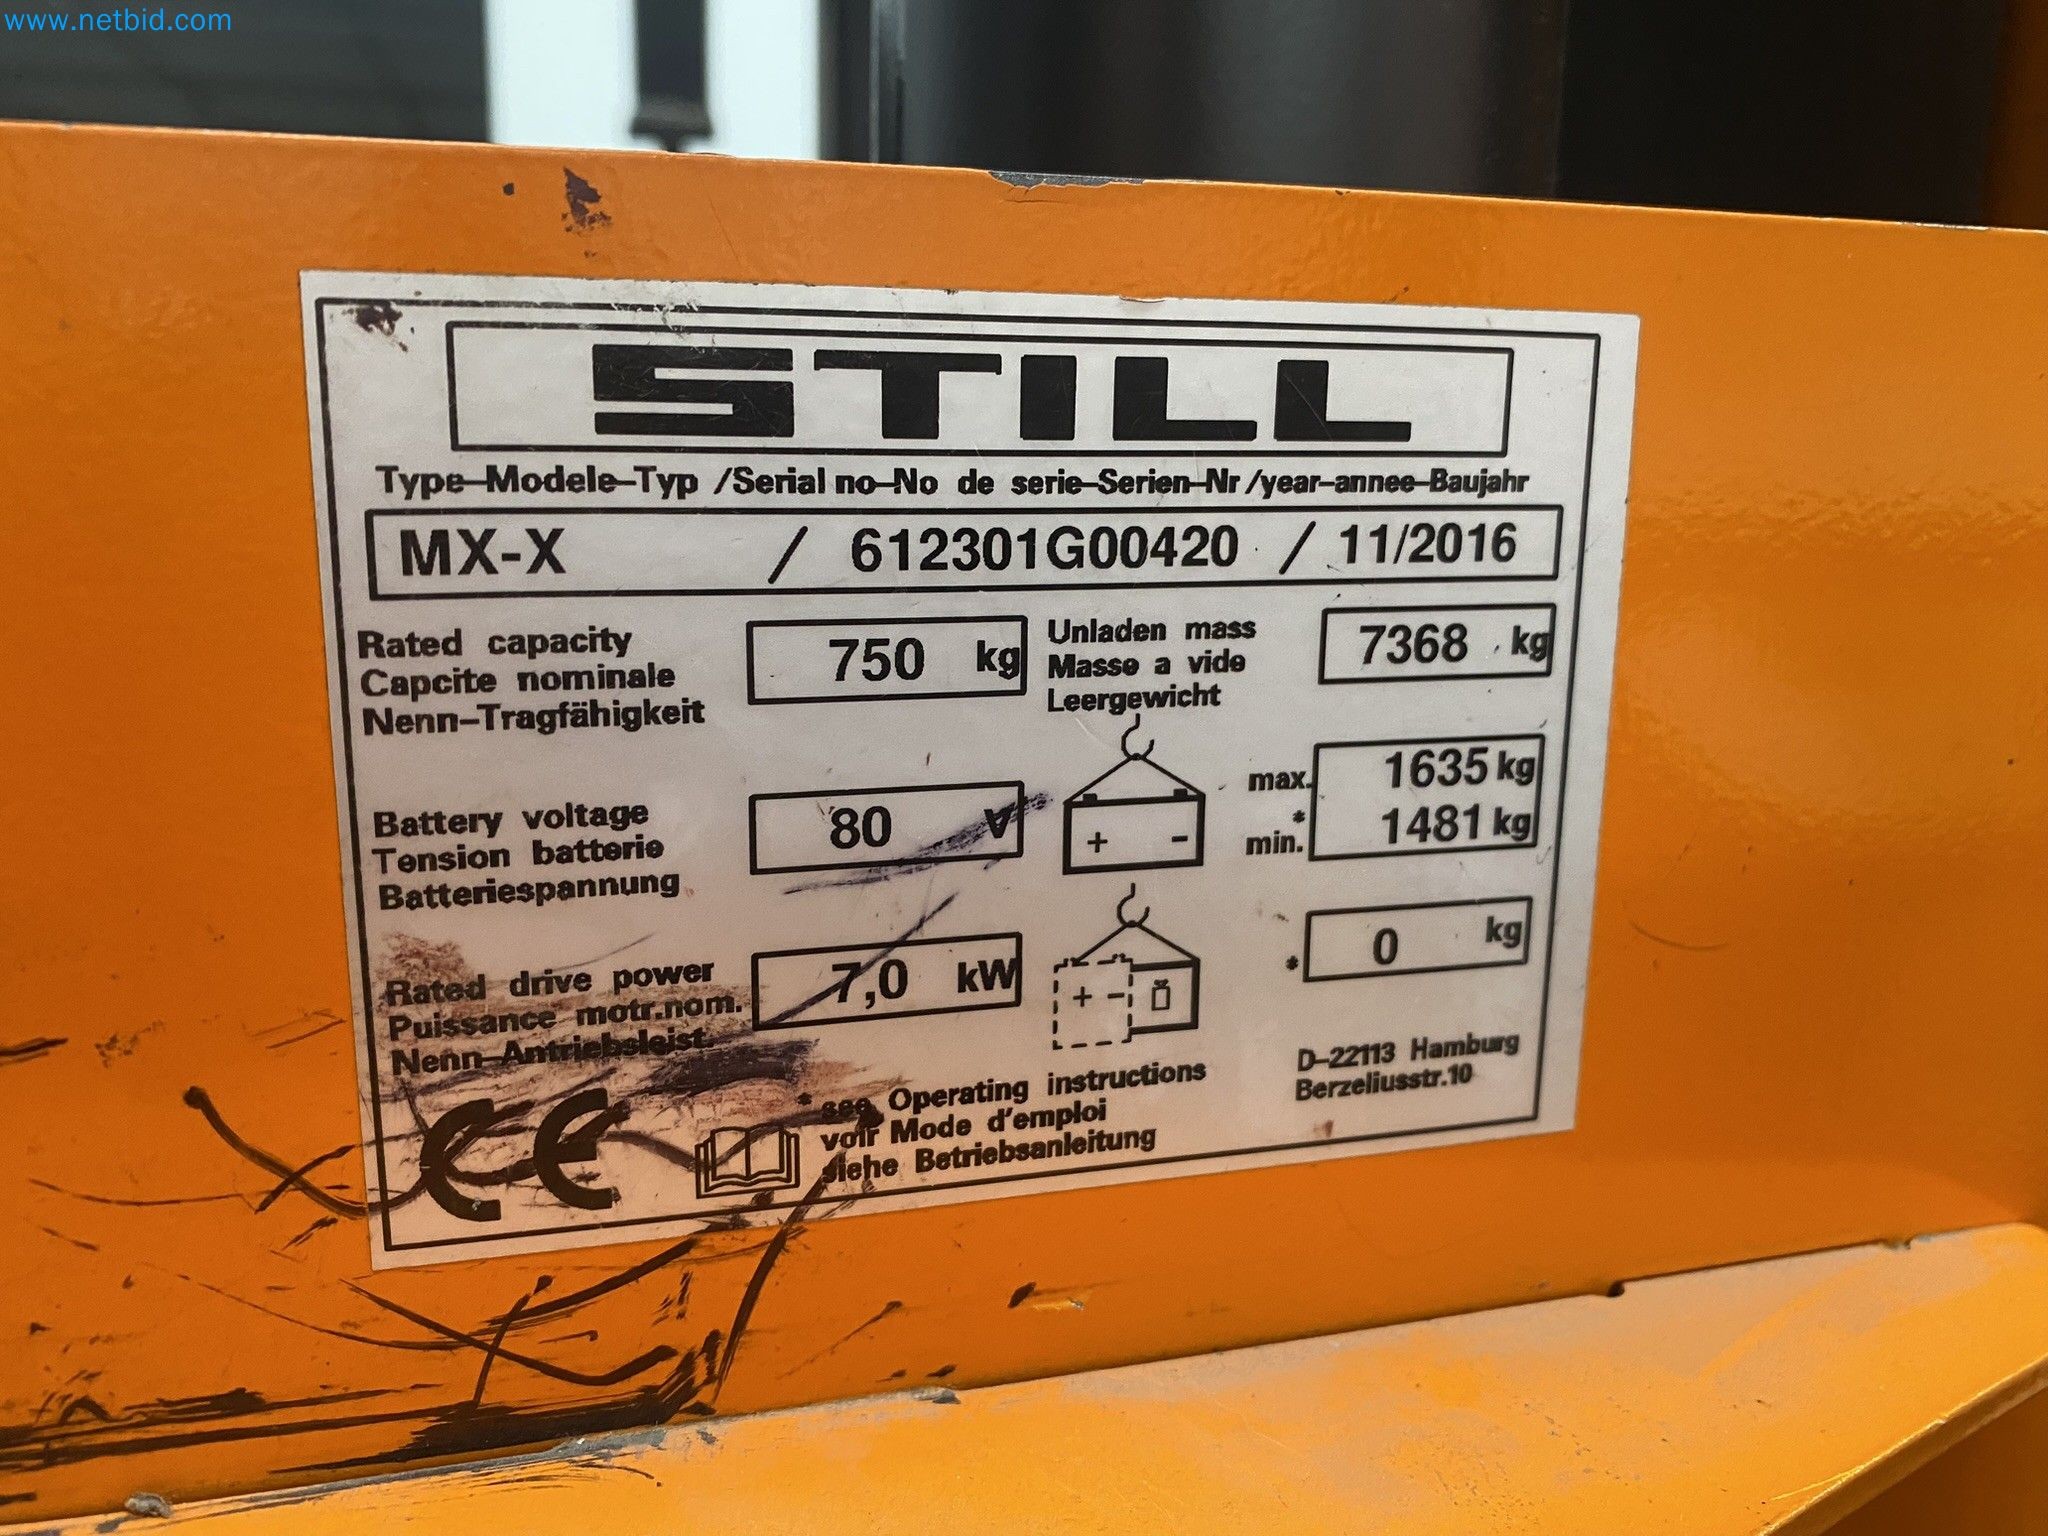 www.netbid.com
STILL
Type-Modele-Typ /Serial no-No de serie-Serien-Nr /year-annee-Baujahr
MX-X / 612301G00420 / 11/2016
Rated capacity
Capcite nominale
Nenn-Tragfähigkeit
750 kg
Unladen mass
Masse a vide
Leergewicht
7368 kg
Battery voltage
Tension batterie
Batteriespannung
80 V
+ -
max. 1635 kg
* min. 1481 kg
Rated drive power
Puissance motr.nom.
Nenn-Antriebsleist.
7,0 kW
+ -
* 0 kg
CE
* see Operating instructions
voir Mode d'emploi
siehe Betriebsanleitung
D-22113 Hamburg
Berzeliusstr.10